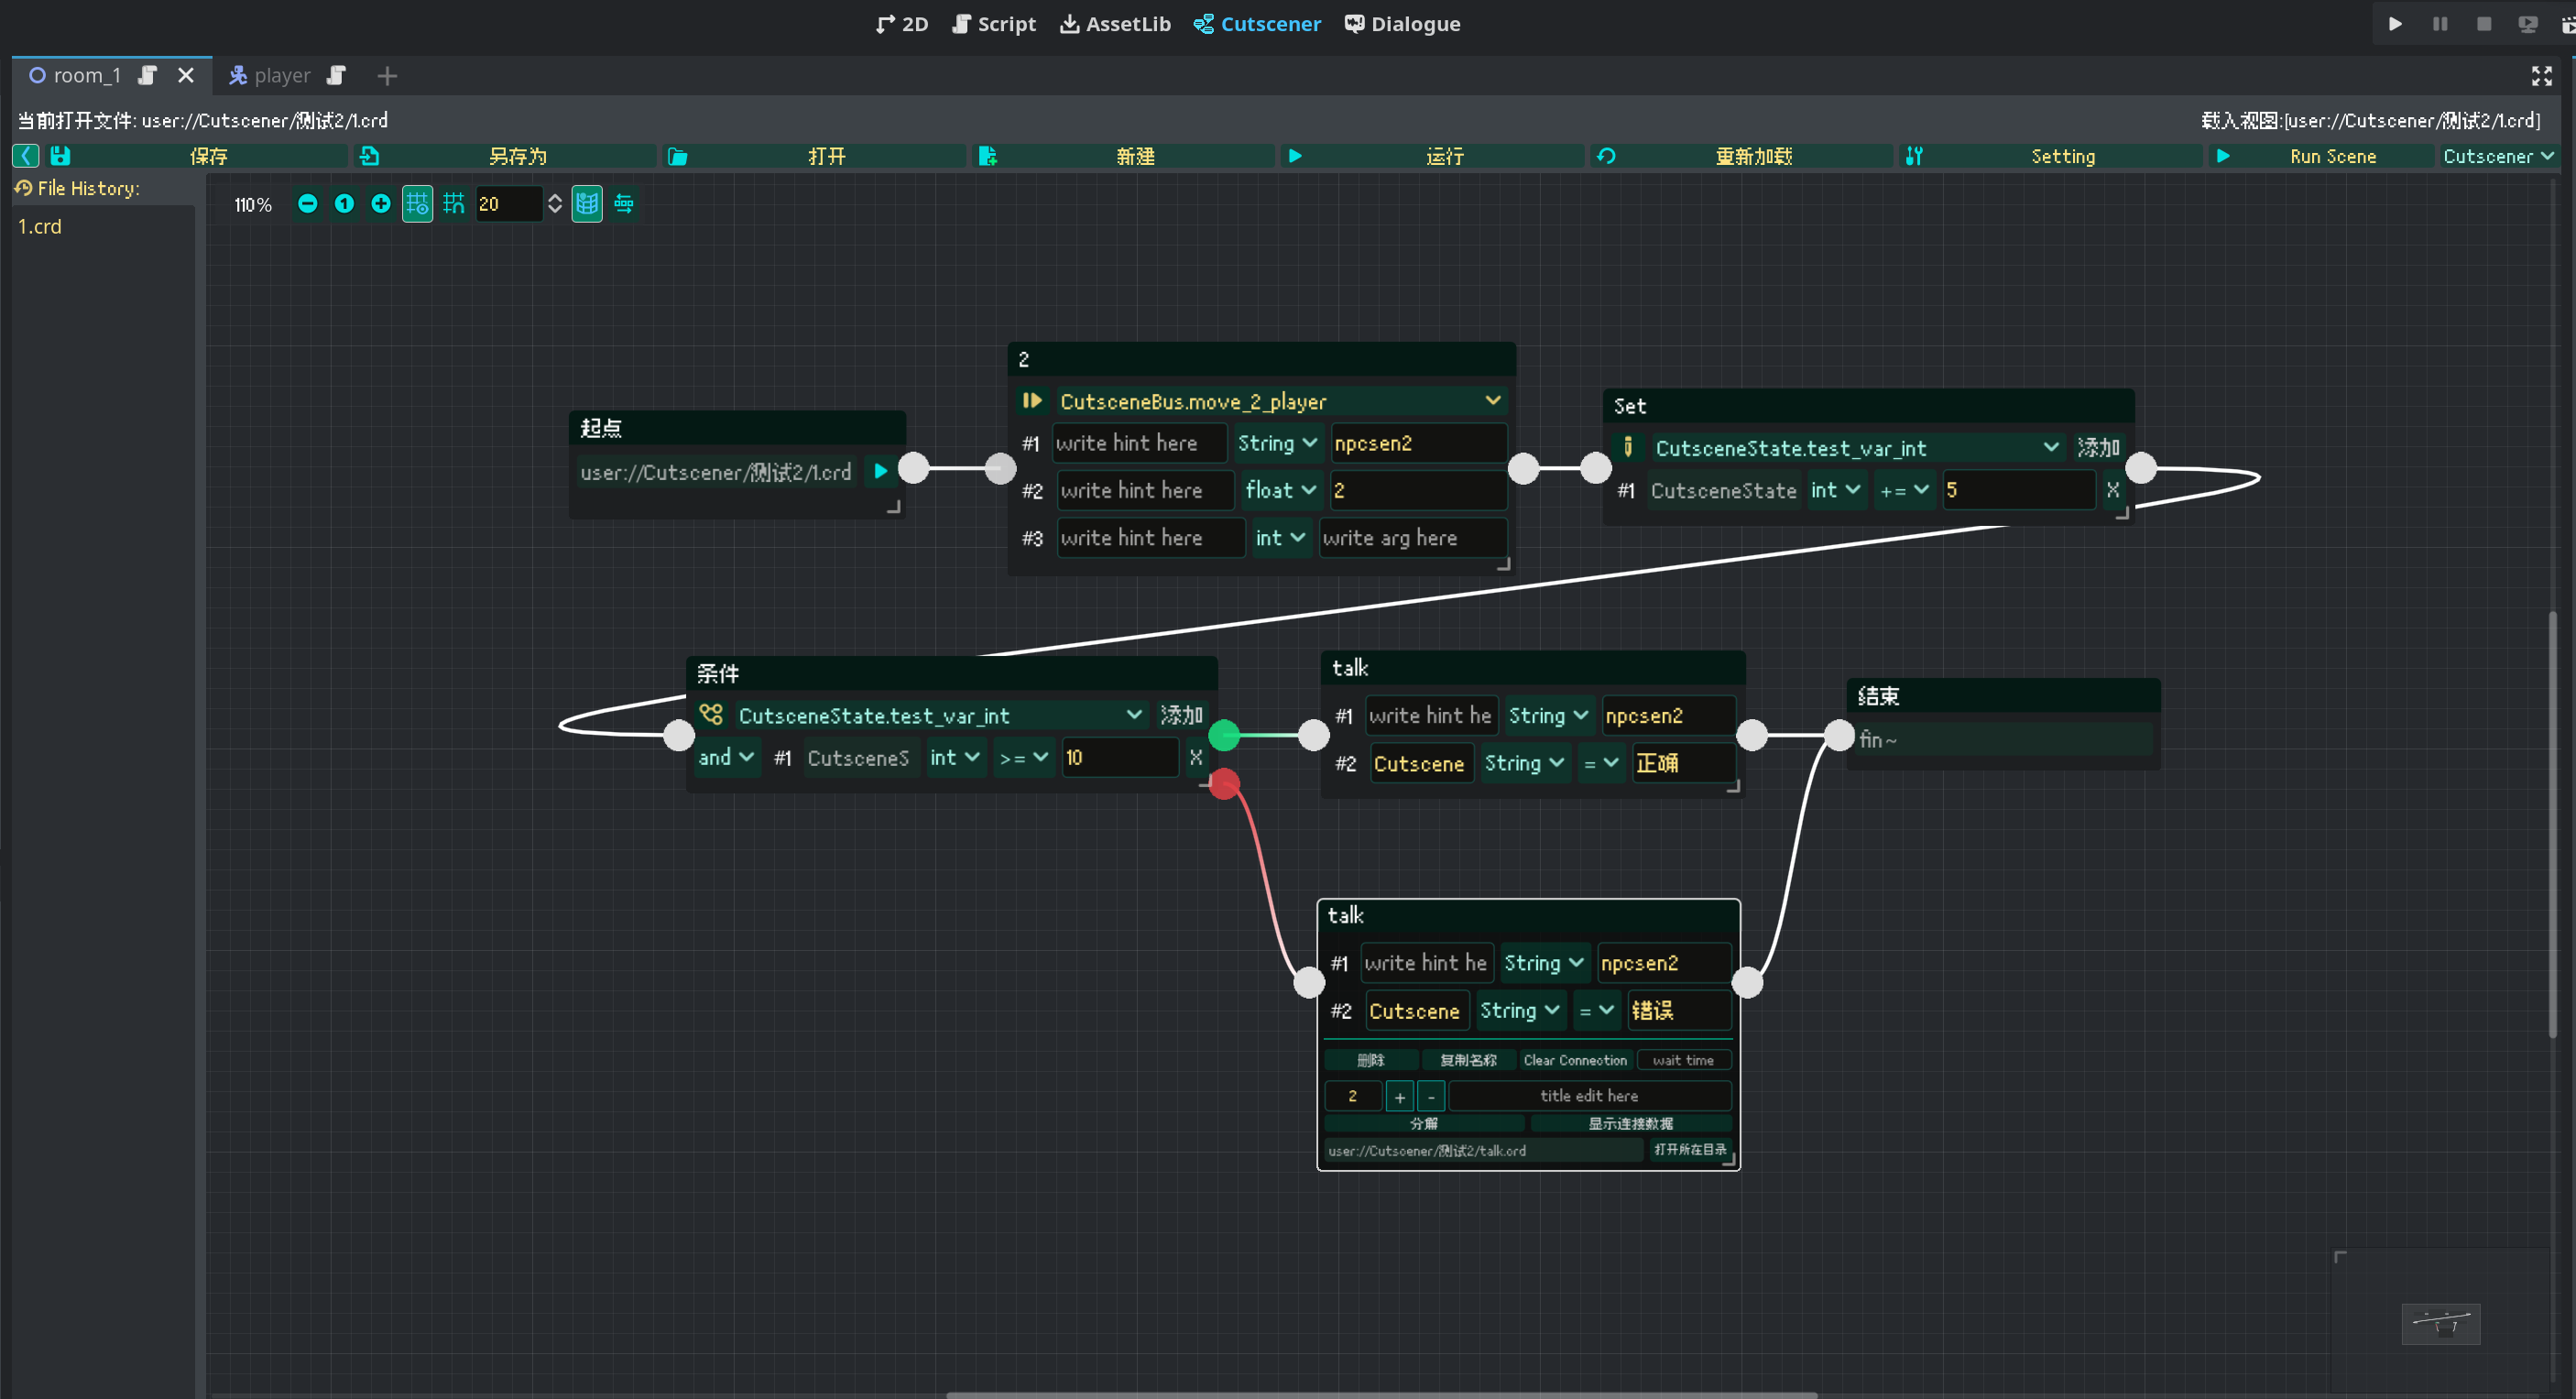 2D Script AssetLib Cutscener Dialogue
room_1 player
当前打开文件: user://Cutscener/测试2/1.crd 载入视图:[user://Cutscener/测试2/1.crd]
保存 另存为 打开 新建 运行 重新加载 Setting Run Scene Cutscener
File History:
1.crd
110% 1 20
起点
user://Cutscener/测试2/1.crd
2
CutsceneBus.move_2_player
#1 write hint here String npcsen2
#2 write hint here float 2
#3 write hint here int write arg here
Set
CutsceneState.test_var_int 添加
#1 CutsceneState int += 5 X
条件
CutsceneState.test_var_int 添加
and #1 CutsceneS int >= 10 X
talk
#1 write hint he String npcsen2
#2 Cutscene String = 正确
结束
fin~
talk
#1 write hint he String npcsen2
#2 Cutscene String = 错误
删除 复制名称 Clear Connection wait time
2 + - title edit here
分解 显示连接数据
user://Cutscener/测试2/talk.crd 打开所在目录